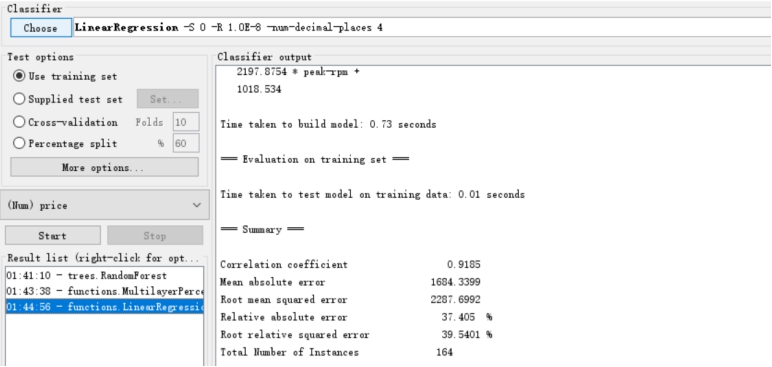 Classifier
Choose LinearRegression -S 0 -R 1.0E-8 -num-decimal-places 4
Test options
Use training set
Supplied test set Set...
Cross-validation Folds 10
Percentage split % 60
More options...
(Num) price
Start Stop
Result list (right-click for opt...
01:41:10 - trees.RandomForest
01:43:38 - functions.MultilayerPerce
01:44:56 - functions.LinearRegressio
Classifier output
2197.8754 * peak-rpm +
1018.534
Time taken to build model: 0.73 seconds
=== Evaluation on training set ===
Time taken to test model on training data: 0.01 seconds
=== Summary ===
Correlation coefficient 0.9185
Mean absolute error 1684.3399
Root mean squared error 2287.6992
Relative absolute error 37.405 %
Root relative squared error 39.5401 %
Total Number of Instances 164